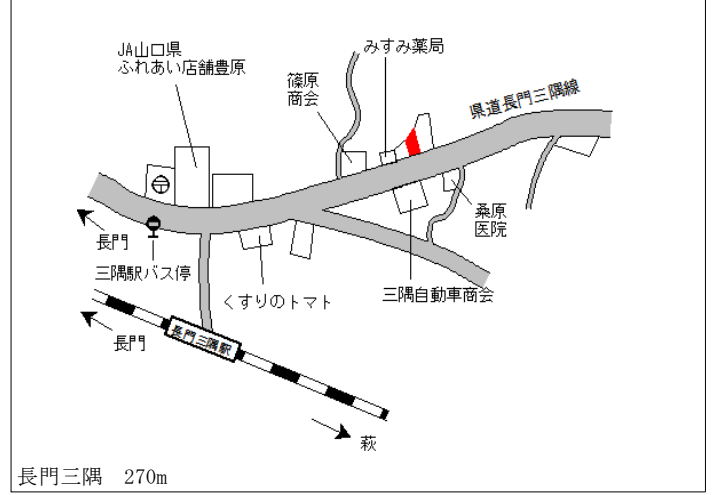 JA山口県
ふれあい店舗豊原
みすみ薬局
篠原
商会
県道長門三隅線
長門
三隅駅バス停
くすりのトマト
桑原
医院
三隅自動車商会
長門
長門三隅駅
萩
長門三隅 270m